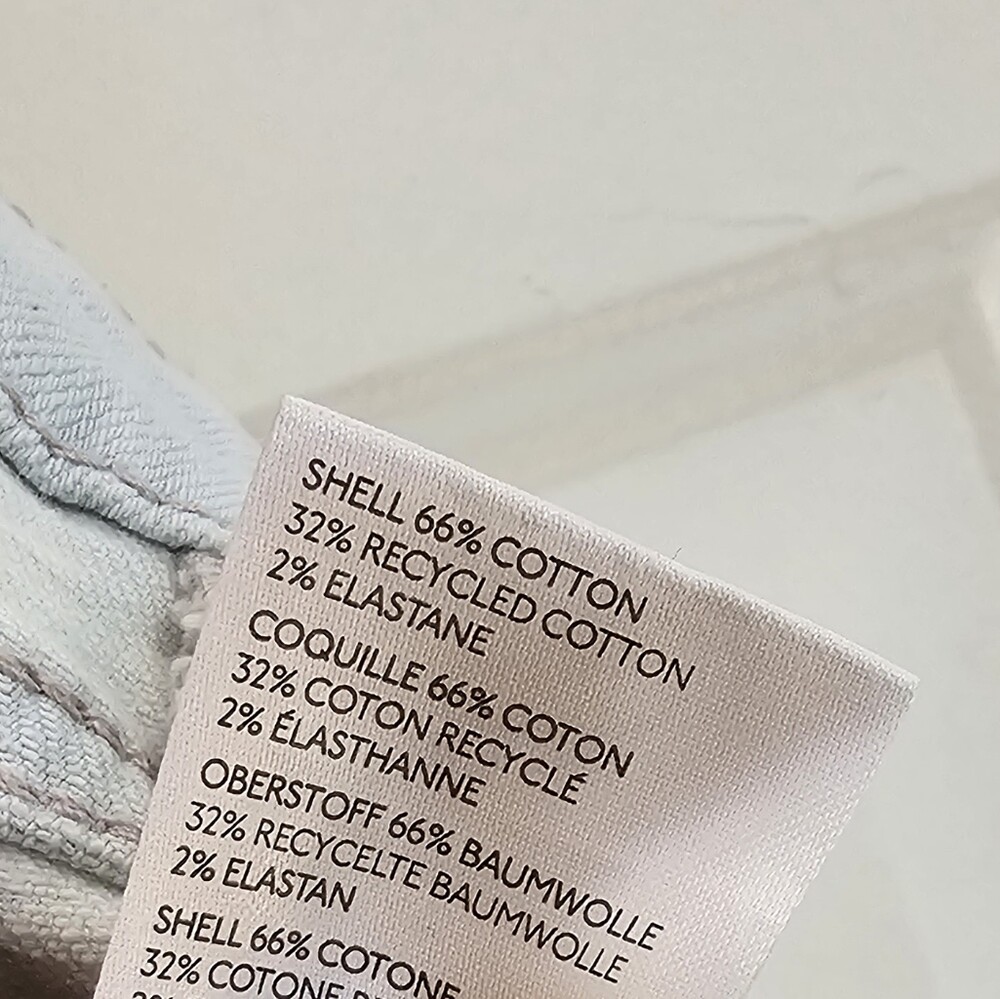 SHELL 66% COTTON
32% RECYCLED COTTON
2% ELASTANE
COQUILLE 66% COTON
32% COTON RECYCLÉ
2% ÉLASTHANNE
OBERSTOFF 66% BAUMWOLLE
32% RECYCELTE BAUMWOLLE
2% ELASTAN
SHELL 66% COTONE
32% COTONE